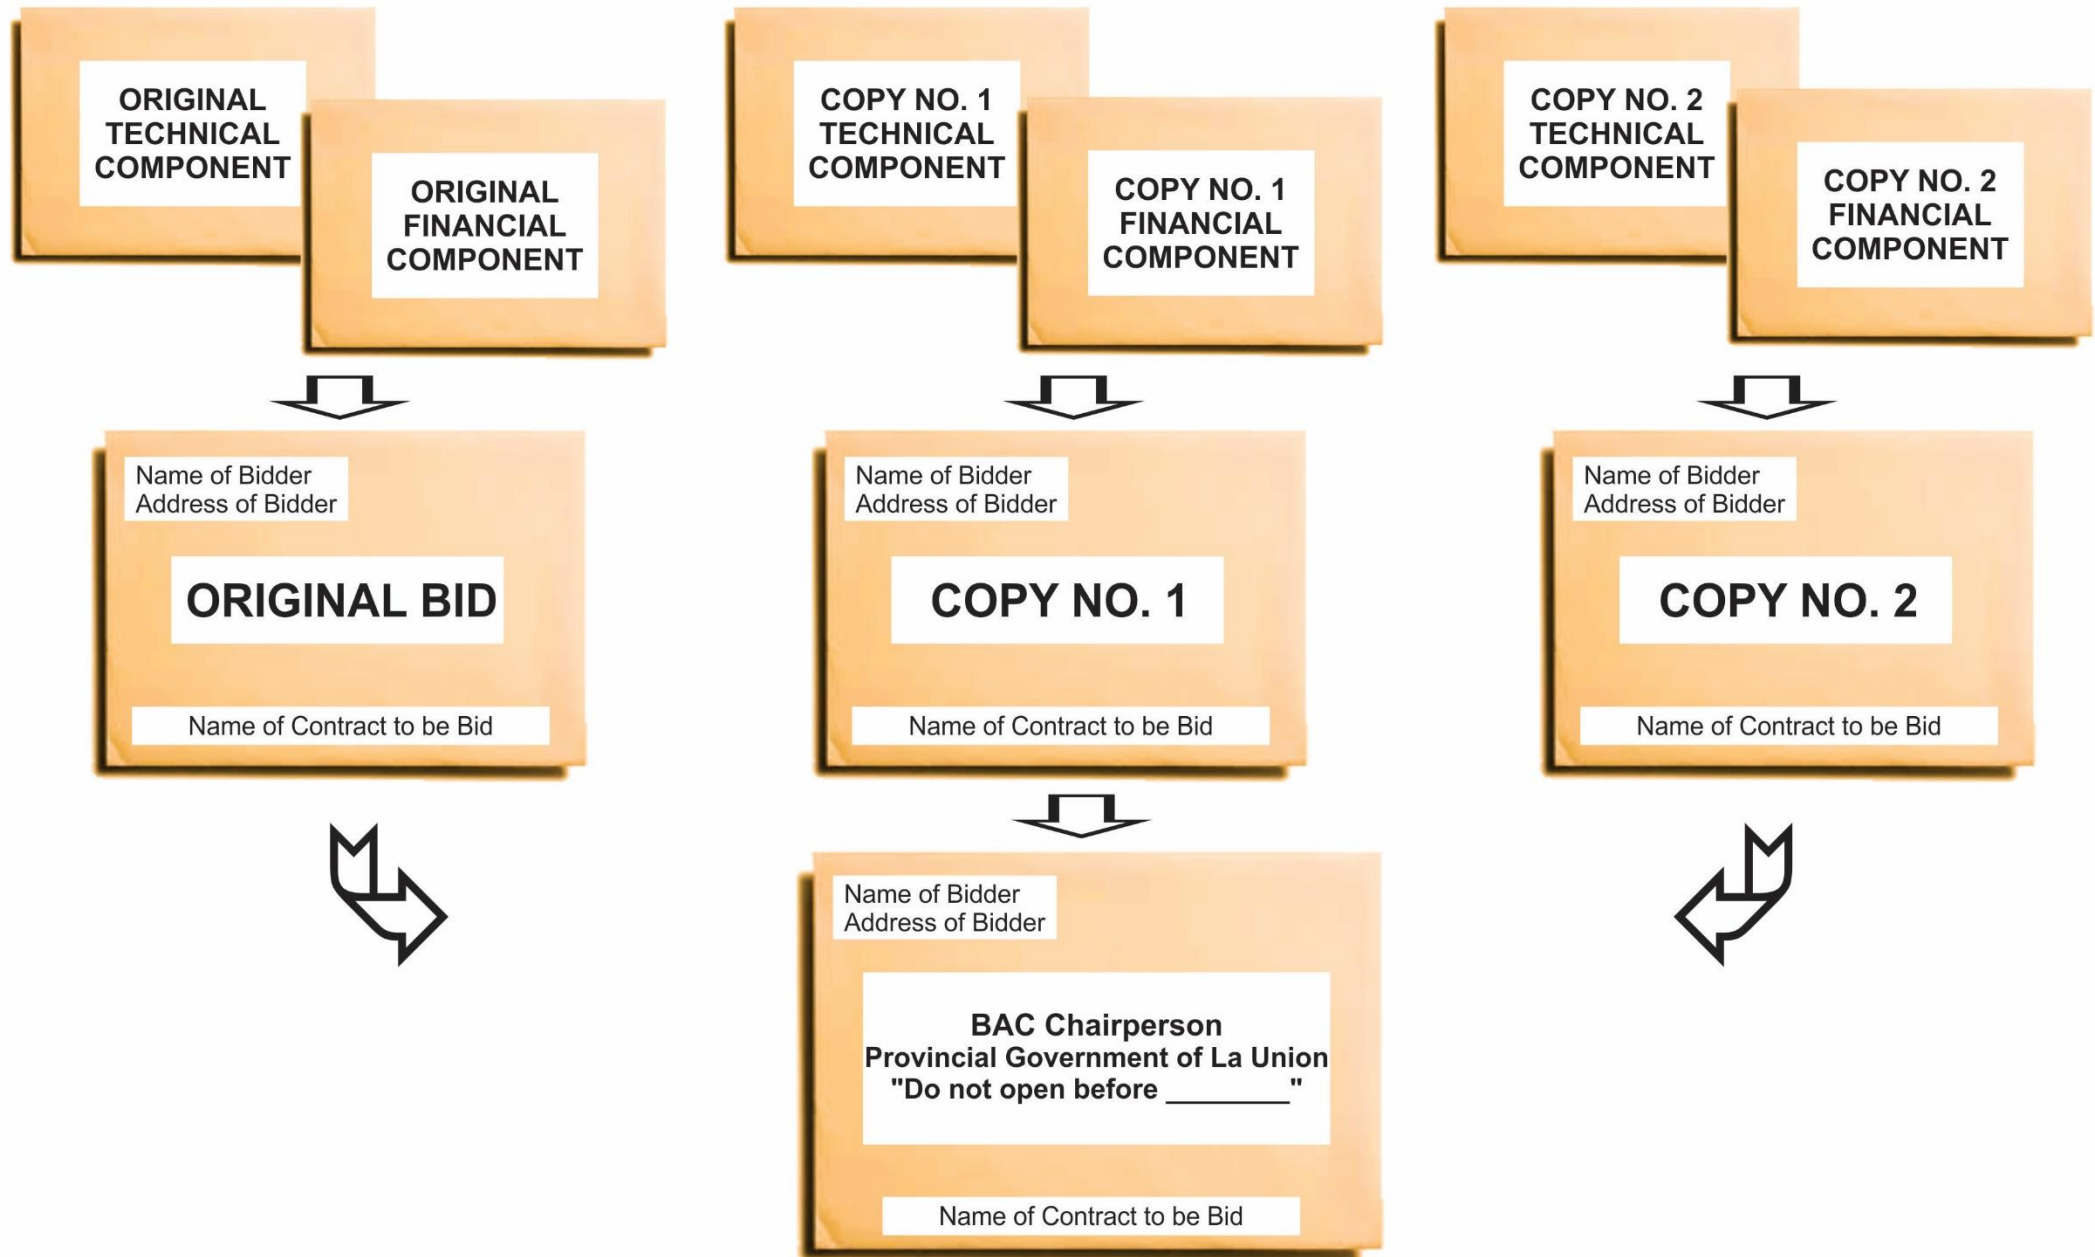 ORIGINAL
TECHNICAL
COMPONENT
ORIGINAL
FINANCIAL
COMPONENT
COPY NO. 1
TECHNICAL
COMPONENT
COPY NO. 1
FINANCIAL
COMPONENT
COPY NO. 2
TECHNICAL
COMPONENT
COPY NO. 2
FINANCIAL
COMPONENT
Name of Bidder
Address of Bidder
ORIGINAL BID
Name of Contract to be Bid
Name of Bidder
Address of Bidder
COPY NO. 1
Name of Contract to be Bid
Name of Bidder
Address of Bidder
COPY NO. 2
Name of Contract to be Bid
Name of Bidder
Address of Bidder
BAC Chairperson
Provincial Government of La Union
"Do not open before ________"
Name of Contract to be Bid